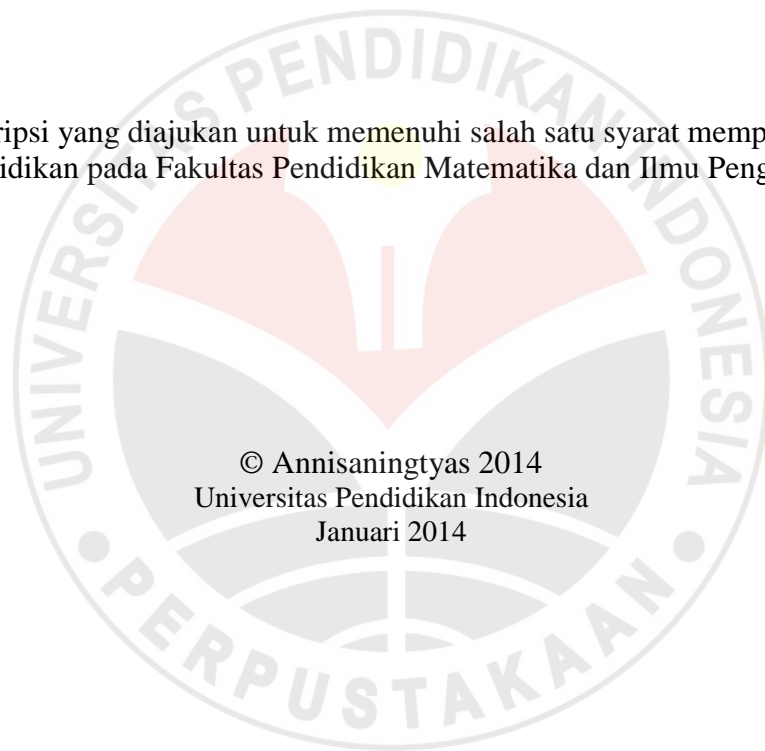 ripsi yang diajukan untuk memenuhi salah satu syarat memp
idikan pada Fakultas Pendidikan Matematika dan Ilmu Peng
UNIVERSITAS PENDIDIKAN INDONESIA
© Annisaningtyas 2014
Universitas Pendidikan Indonesia
Januari 2014
PERPUSTAKAAN